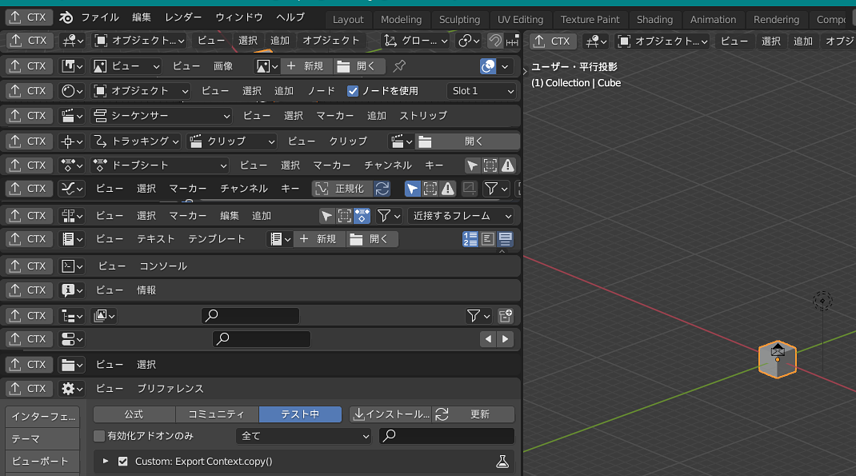 CTX ファイル 編集 レンダー ウィンドウ ヘルプ Layout Modeling Sculpting UV Editing Texture Paint Shading Animation Rendering Compo
CTX オブジェクト... ビュー 選択 追加 オブジェクト グロー... CTX オブジェクト... ビュー 選択 追加 オブジ
ユーザー・平行投影
(1) Collection | Cube
CTX ビュー ビュー 画像 新規 開く
CTX オブジェクト ビュー 選択 追加 ノード ノードを使用 Slot 1
CTX シーケンサー ビュー 選択 マーカー 追加 ストリップ
CTX トラッキング クリップ ビュー クリップ 開く
CTX ドープシート ビュー 選択 マーカー チャンネル キー
CTX ビュー 選択 マーカー チャンネル キー 正規化
CTX ビュー 選択 マーカー 編集 追加 近接するフレーム
CTX ビュー テキスト テンプレート 新規 開く
CTX ビュー コンソール
CTX ビュー 情報
CTX
CTX
CTX ビュー 選択
CTX ビュー プリファレンス
インターフェ... 公式 コミュニティ テスト中 インストール... 更新
テーマ 有効化アドオンのみ 全て
ビューポート Custom: Export Context.copy()